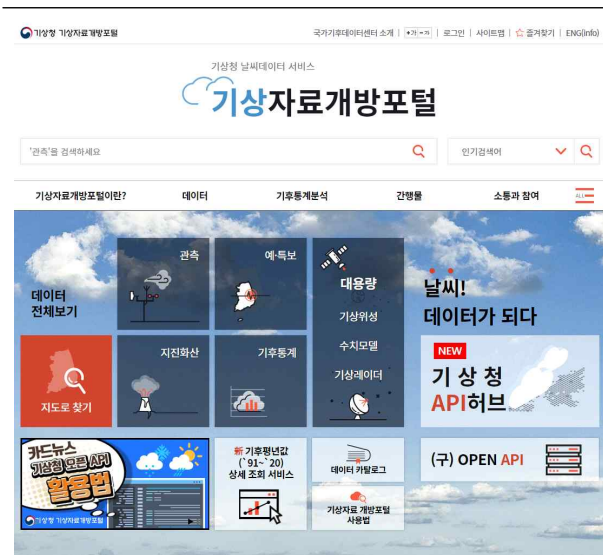 기상청 기상자료개방포털
국가기후데이터센터 소개 | +가 -가 | 로그인 | 사이트맵 | ☆ 즐겨찾기 | ENG(info)
기상청 날씨데이터 서비스
기상자료개방포털
'관측'을 검색하세요
인기검색어
기상자료개방포털이란?
데이터
기후통계분석
간행물
소통과 참여
ALL
데이터
전체보기
관측
예·특보
대용량
기상위성
수치모델
기상레이더
지도로 찾기
지진화산
기후통계
날씨!
데이터가 되다
NEW
기 상 청
API허브
카드뉴스
기상청 오픈 API
활용법
기상청 기상자료개방포털
新 기후평년값
(`91~`20)
상세 조회 서비스
데이터 카탈로그
기상자료 개방포털
사용법
(구) OPEN API